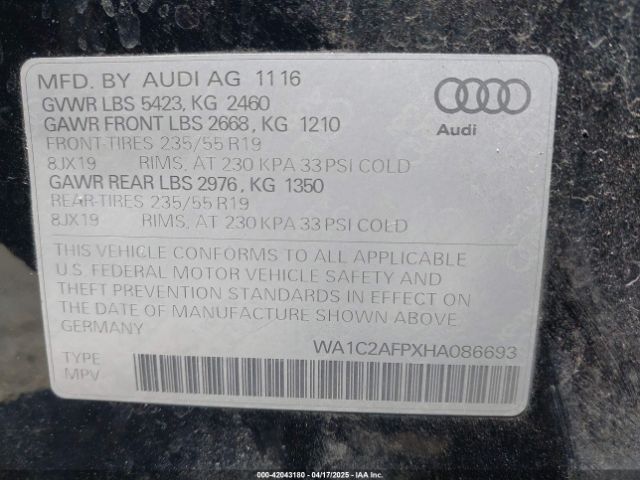 MFD. BY AUDI AG 11 16
GVWR LBS 5423, KG 2460
GAWR FRONT LBS 2668, KG 1210
FRONT-TIRES 235/55 R19
8JX19 RIMS, AT 230 KPA 33 PSI COLD
GAWR REAR LBS 2976, KG 1350
REAR-TIRES 235/55 R19
8JX19 RIMS, AT 230 KPA 33 PSI COLD
THIS VEHICLE CONFORMS TO ALL APPLICABLE
U.S. FEDERAL MOTOR VEHICLE SAFETY AND
THEFT PREVENTION STANDARDS IN EFFECT ON
THE DATE OF MANUFACTURE SHOWN ABOVE.
GERMANY
WA1C2AFPXHA086693
TYPE
MPV
Audi
000-42043180 - 04/17/2025 - IAAI.COM